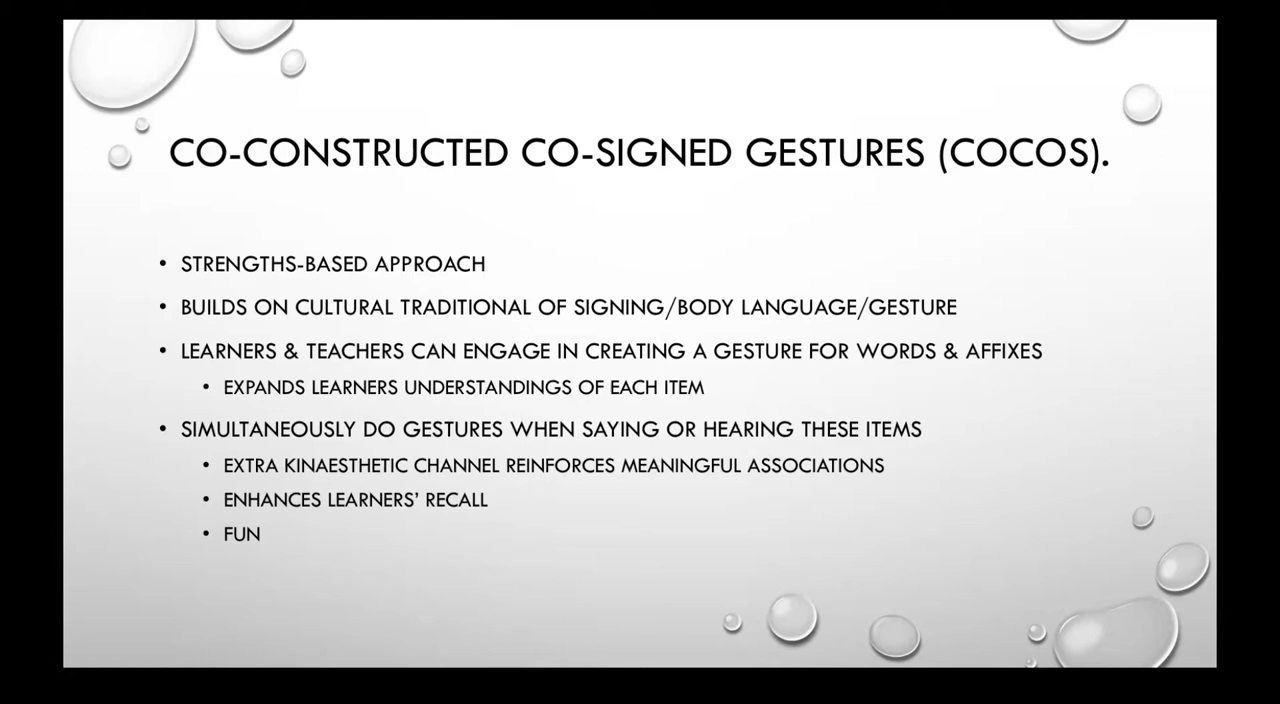 CO-CONSTRUCTED CO-SIGNED GESTURES (COCOS).
• STRENGTHS-BASED APPROACH
• BUILDS ON CULTURAL TRADITIONAL OF SIGNING/BODY LANGUAGE/GESTURE
• LEARNERS & TEACHERS CAN ENGAGE IN CREATING A GESTURE FOR WORDS & AFFIXES
• EXPANDS LEARNERS UNDERSTANDINGS OF EACH ITEM
• SIMULTANEOUSLY DO GESTURES WHEN SAYING OR HEARING THESE ITEMS
• EXTRA KINAESTHETIC CHANNEL REINFORCES MEANINGFUL ASSOCIATIONS
• ENHANCES LEARNERS’ RECALL
• FUN